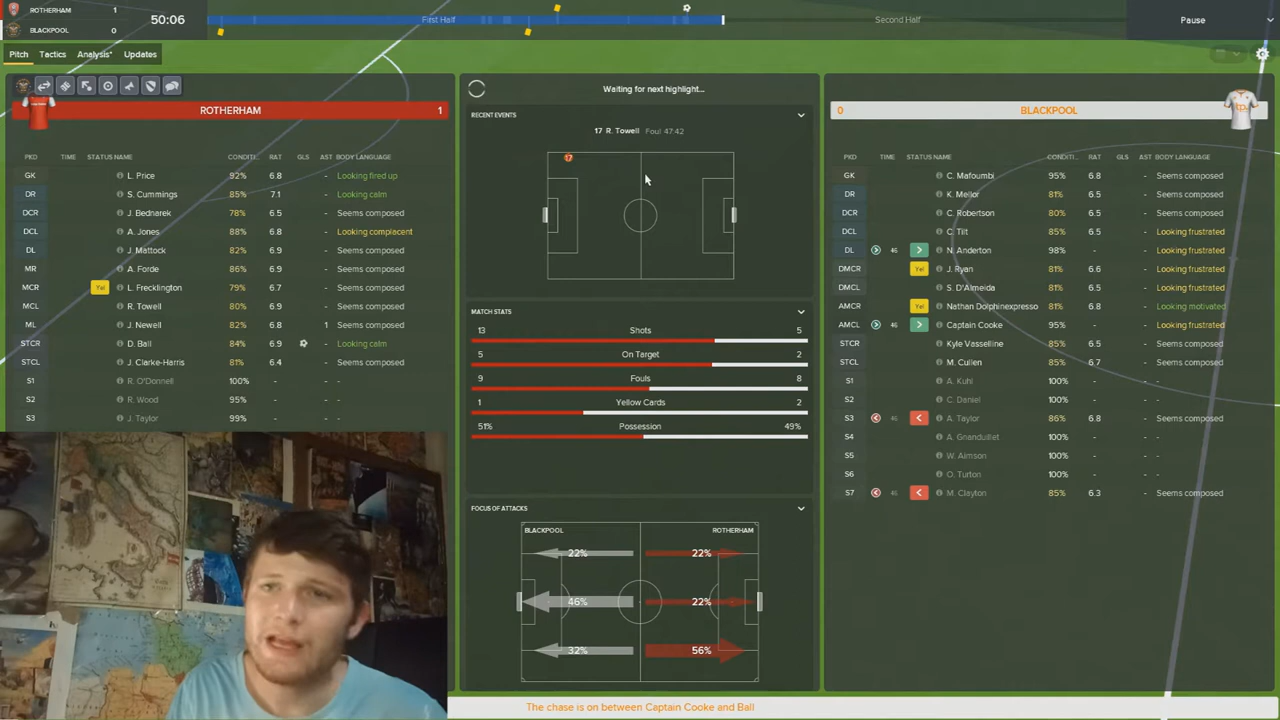 ROTHERHAM 1
BLACKPOOL 0
50:06
First Half
Second Half
Pause
Pitch Tactics Analysis* Updates
ROTHERHAM 1
PKD TIME STATUS NAME CONDITI... RAT GLS AST BODY LANGUAGE
GK L. Price 92% 6.8 - Looking fired up
DR S. Cummings 85% 7.1 - Looking calm
DCR J. Bednarek 78% 6.5 - Seems composed
DCL A. Jones 88% 6.8 - Looking complacent
DL J. Mattock 82% 6.9 - Seems composed
MR A. Forde 86% 6.9 - Seems composed
MCR Yel L. Frecklington 79% 6.7 - Seems composed
MCL R. Towell 80% 6.9 - Seems composed
ML J. Newell 82% 6.8 1 Seems composed
STCR D. Ball 84% 6.9 - Looking calm
STCL J. Clarke-Harris 81% 6.4 - Seems composed
S1 R. O'Donnell 100% - - -
S2 R. Wood 95% - - -
S3 J. Taylor 99% - - -
Waiting for next highlight...
RECENT EVENTS
17 R. Towell Foul 47:42
17
MATCH STATS
13 Shots 5
5 On Target 2
9 Fouls 8
1 Yellow Cards 2
51% Possession 49%
FOCUS OF ATTACKS
BLACKPOOL ROTHERHAM
22% 22%
46% 22%
32% 56%
0 BLACKPOOL
PKD TIME STATUS NAME CONDITI... RAT GLS AST BODY LANGUAGE
GK C. Mafoumbi 95% 6.8 - Seems composed
DR K. Mellor 81% 6.5 - Seems composed
DCR C. Robertson 80% 6.5 - Seems composed
DCL C. Tilt 85% 6.5 - Looking frustrated
DL 46 N. Anderton 98% - Looking frustrated
DMCR Yel J. Ryan 81% 6.6 - Looking frustrated
DMCL S. D'Almeida 81% 6.5 - Looking frustrated
AMCR Yel Nathan Dolphinexpresso 81% 6.8 - Looking motivated
AMCL 46 Captain Cooke 95% - Looking frustrated
STCR Kyle Vasselline 85% 6.5 - Seems composed
STCL M. Cullen 85% 6.7 - Seems composed
S1 A. Kuhl 100% - - -
S2 C. Daniel 100% - - -
S3 46 A. Taylor 86% 6.8 - Seems composed
S4 A. Gnanduillet 100% - - -
S5 W. Aimson 100% - - -
S6 O. Turton 100% - - -
S7 46 M. Clayton 85% 6.3 - Seems composed
The chase is on between Captain Cooke and Ball